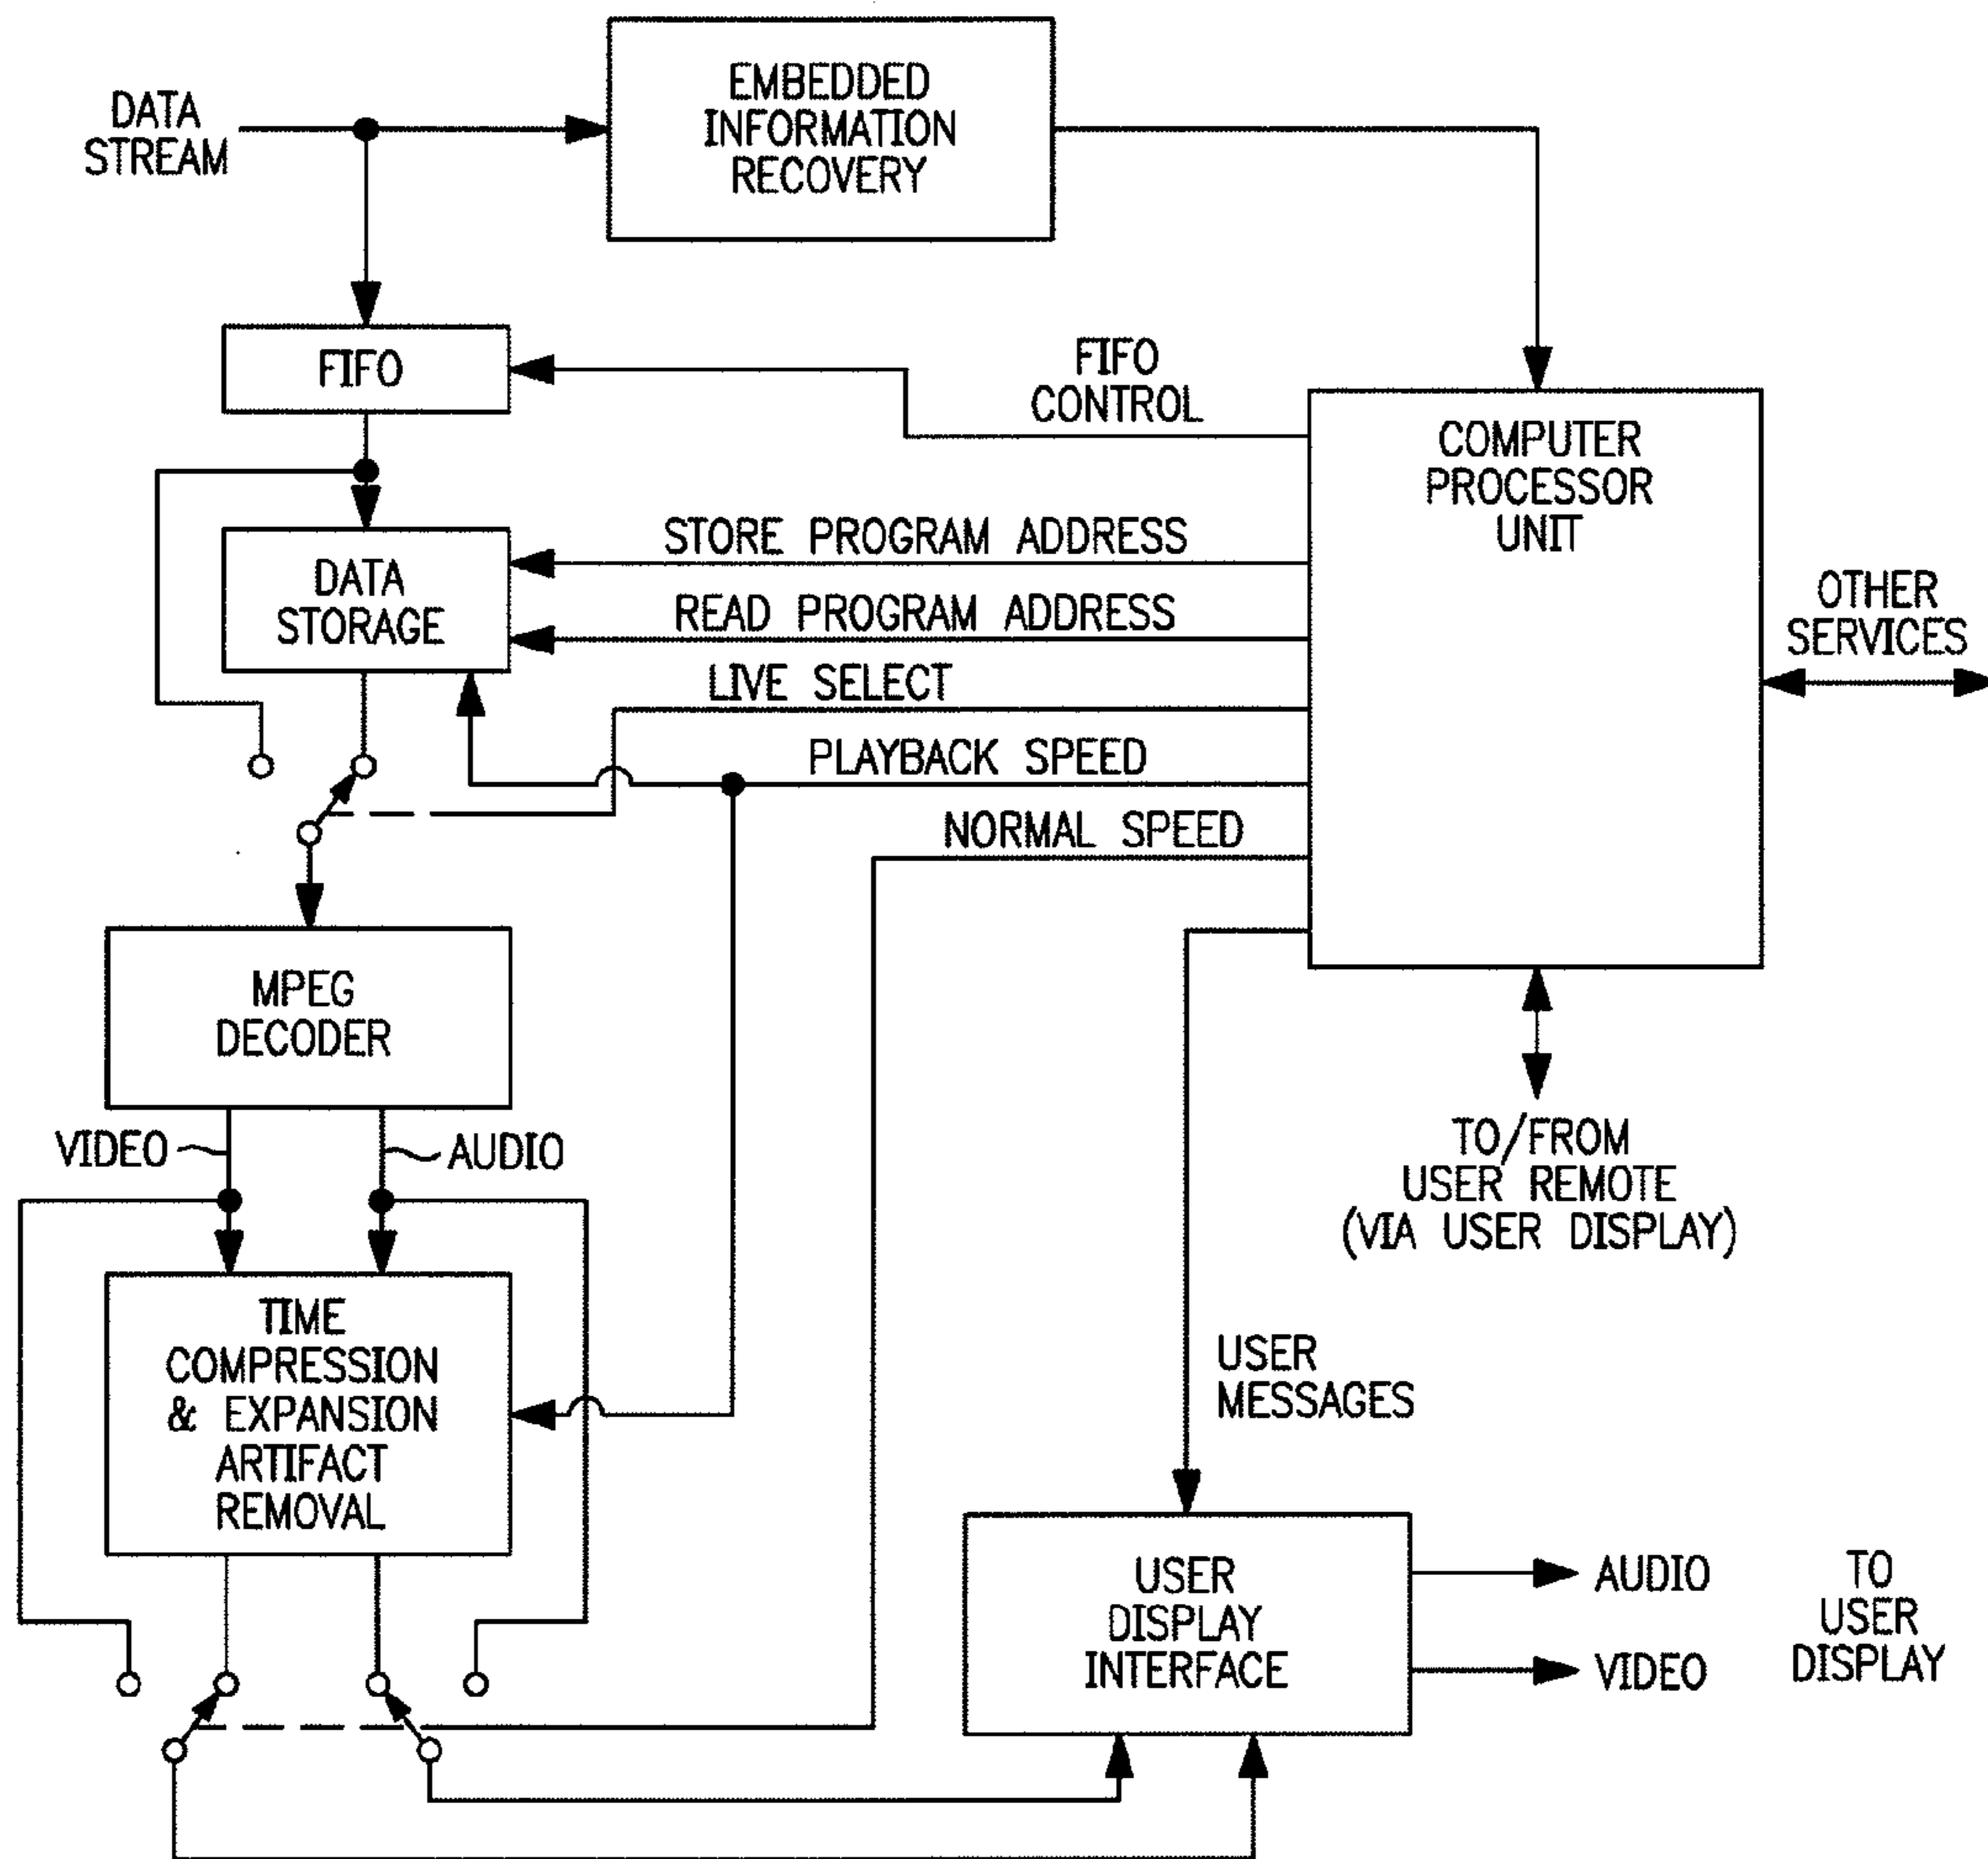 DATA
STREAM
EMBEDDED
INFORMATION
RECOVERY
FIFO
FIFO
CONTROL
COMPUTER
PROCESSOR
UNIT
STORE PROGRAM ADDRESS
DATA
STORAGE
READ PROGRAM ADDRESS
OTHER
SERVICES
LIVE SELECT
PLAYBACK SPEED
NORMAL SPEED
MPEG
DECODER
VIDEO
AUDIO
TO/FROM
USER REMOTE
(VIA USER DISPLAY)
TIME
COMPRESSION
& EXPANSION
ARTIFACT
REMOVAL
USER
MESSAGES
USER
DISPLAY
INTERFACE
AUDIO
VIDEO
TO
USER
DISPLAY